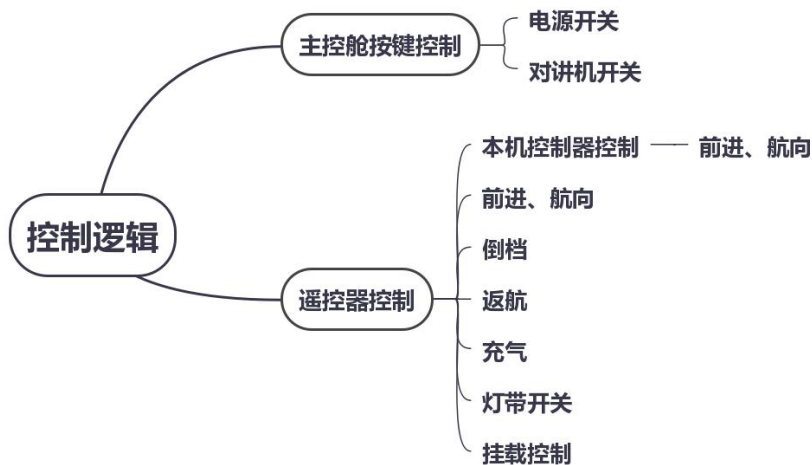 控制逻辑
主控舱按键控制
电源开关
对讲机开关
遥控器控制
本机控制器控制
前进、航向
前进、航向
倒档
返航
充气
灯带开关
挂载控制